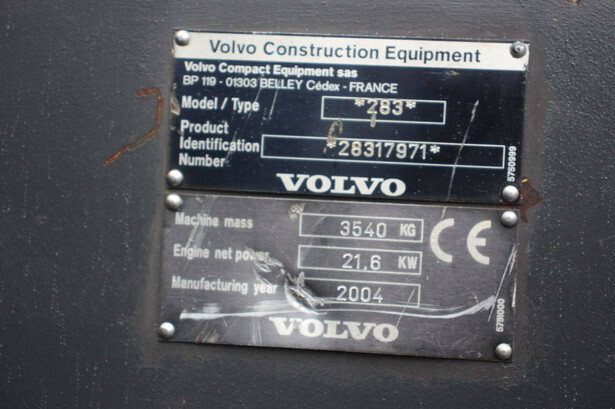 Volvo Construction Equipment
Volvo Compact Equipment sas
BP 119 - 01303 BELLEY Cédex - FRANCE
Model / Type *283*
Product
Identification
Number *28317971*
5750999
VOLVO
Machine mass 3540 KG
Engine net power 21,6 KW
Manufacturing year 2004
CE
5781000
VOLVO